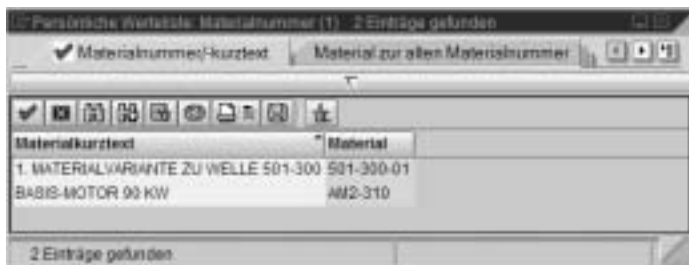 Persönliche Werteliste: Materialnummer (1) 2 Einträge gefunden
Materialnummer/-kurztext Material zur alten Materialnummer
Materialkurztext Material
1. MATERIALVARIANTE ZU WELLE 501-300 501-300-01
BASIS-MOTOR 90 KW AM2-310
2 Einträge gefunden